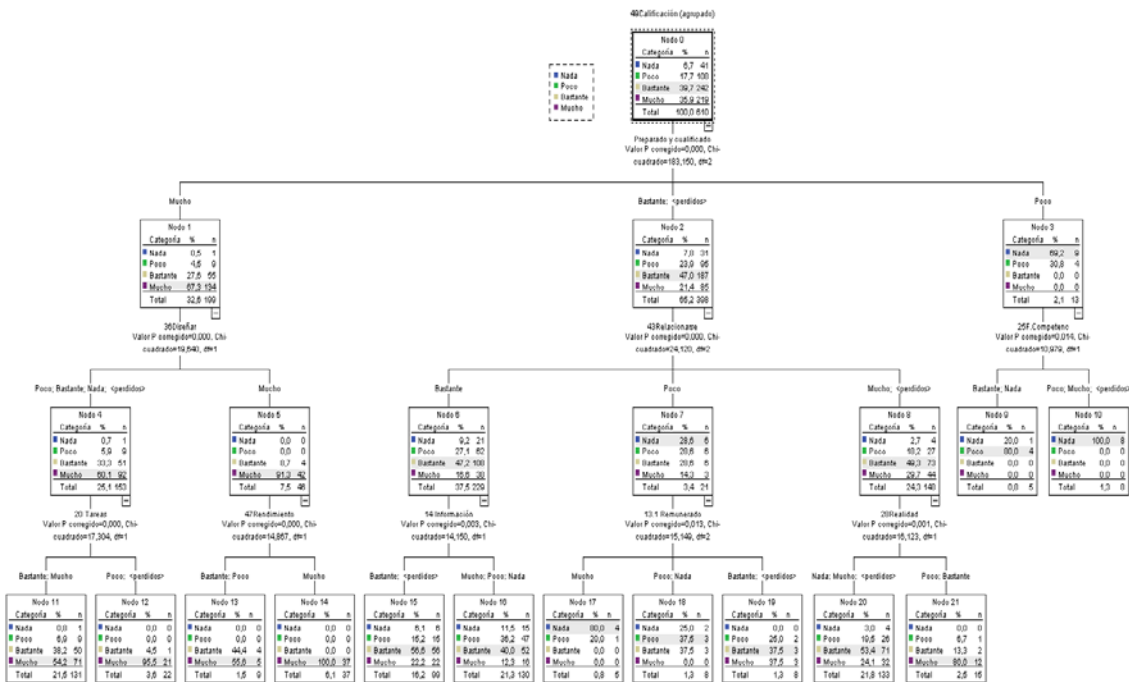 49Calificación (agrupado)
Nodo 0
Categoría % n
Nada 6,7 41
Poco 17,7 108
Bastante 39,7 242
Mucho 35,9 219
Total 100,0 610
Nada
Poco
Bastante
Mucho
Preparado y cualificado
Valor P corregido=0,000, Chi-
cuadrado=183,150, df=2
Mucho
Bastante; <perdidos>
Poco
Nodo 1
Categoría % n
Nada 0,5 1
Poco 4,5 9
Bastante 27,6 55
Mucho 67,3 134
Total 32,6 199
Nodo 2
Categoría % n
Nada 7,8 31
Poco 23,9 95
Bastante 47,0 187
Mucho 21,4 85
Total 65,2 398
Nodo 3
Categoría % n
Nada 69,2 9
Poco 30,8 4
Bastante 0,0 0
Mucho 0,0 0
Total 2,1 13
36Diseñar
Valor P corregido=0,000, Chi-
cuadrado=19,640, df=1
43Relacionarse
Valor P corregido=0,000, Chi-
cuadrado=24,120, df=2
25F.Competenc
Valor P corregido=0,014, Chi-
cuadrado=10,979, df=1
Poco; Bastante; Nada; <perdidos>
Mucho
Bastante
Poco
Mucho; <perdidos>
Bastante; Nada
Poco; Mucho; <perdidos>
Nodo 4
Categoría % n
Nada 0,7 1
Poco 5,9 9
Bastante 33,3 51
Mucho 60,1 92
Total 25,1 153
Nodo 5
Categoría % n
Nada 0,0 0
Poco 0,0 0
Bastante 8,7 4
Mucho 91,3 42
Total 7,5 46
Nodo 6
Categoría % n
Nada 9,2 21
Poco 27,1 62
Bastante 47,2 108
Mucho 16,6 38
Total 37,5 229
Nodo 7
Categoría % n
Nada 28,6 6
Poco 28,6 6
Bastante 28,6 6
Mucho 14,3 3
Total 3,4 21
Nodo 8
Categoría % n
Nada 2,7 4
Poco 18,2 27
Bastante 49,3 73
Mucho 29,7 44
Total 24,3 148
Nodo 9
Categoría % n
Nada 20,0 1
Poco 80,0 4
Bastante 0,0 0
Mucho 0,0 0
Total 0,8 5
Nodo 10
Categoría % n
Nada 100,0 8
Poco 0,0 0
Bastante 0,0 0
Mucho 0,0 0
Total 1,3 8
20 Tareas
Valor P corregido=0,000, Chi-
cuadrado=17,304, df=1
47Rendimiento
Valor P corregido=0,000, Chi-
cuadrado=14,867, df=1
14 Información
Valor P corregido=0,003, Chi-
cuadrado=14,150, df=1
13.1 Remunerado
Valor P corregido=0,013, Chi-
cuadrado=15,149, df=2
28Realidad
Valor P corregido=0,001, Chi-
cuadrado=15,123, df=1
Bastante; Mucho
Poco; <perdidos>
Bastante; Poco
Mucho
Bastante; <perdidos>
Mucho; Poco; Nada
Mucho
Poco; Nada
Bastante; <perdidos>
Nada; Mucho; <perdidos>
Poco; Bastante
Nodo 11
Categoría % n
Nada 0,8 1
Poco 6,9 9
Bastante 38,2 50
Mucho 54,2 71
Total 21,5 131
Nodo 12
Categoría % n
Nada 0,0 0
Poco 0,0 0
Bastante 4,5 1
Mucho 95,5 21
Total 3,6 22
Nodo 13
Categoría % n
Nada 0,0 0
Poco 0,0 0
Bastante 44,4 4
Mucho 55,6 5
Total 1,5 9
Nodo 14
Categoría % n
Nada 0,0 0
Poco 0,0 0
Bastante 0,0 0
Mucho 100,0 37
Total 6,1 37
Nodo 15
Categoría % n
Nada 6,1 6
Poco 15,2 15
Bastante 56,6 56
Mucho 22,2 22
Total 16,2 99
Nodo 16
Categoría % n
Nada 11,5 15
Poco 36,2 47
Bastante 40,0 52
Mucho 12,3 16
Total 21,3 130
Nodo 17
Categoría % n
Nada 80,0 4
Poco 20,0 1
Bastante 0,0 0
Mucho 0,0 0
Total 0,8 5
Nodo 18
Categoría % n
Nada 25,0 2
Poco 37,5 3
Bastante 37,5 3
Mucho 0,0 0
Total 1,3 8
Nodo 19
Categoría % n
Nada 0,0 0
Poco 25,0 2
Bastante 37,5 3
Mucho 37,5 3
Total 1,3 8
Nodo 20
Categoría % n
Nada 3,0 4
Poco 19,5 26
Bastante 53,4 71
Mucho 24,1 32
Total 21,8 133
Nodo 21
Categoría % n
Nada 0,0 0
Poco 6,7 1
Bastante 13,3 2
Mucho 80,0 12
Total 2,5 15